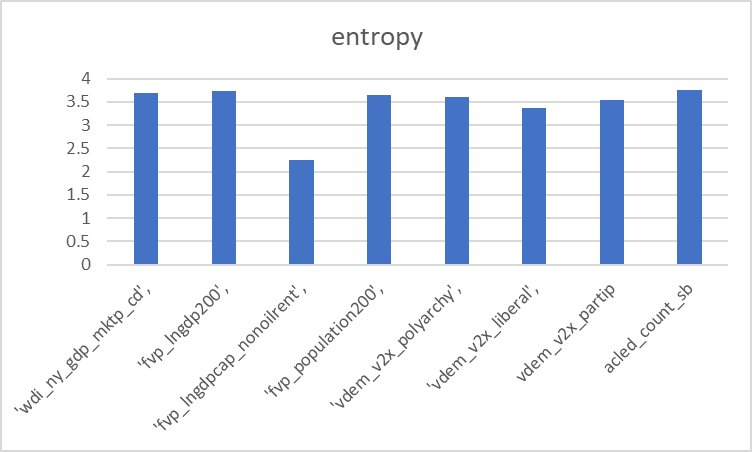 entropy
4
3.5
3
2.5
2
1.5
1
0.5
0
'wdi_ny_gdp_mktp_cd',
'fvp_lngdp200',
'fvp_lngdpcap_nonoilrent',
'fvp_population200',
'vdem_v2x_polyarchy',
'vdem_v2x_liberal',
vdem_v2x_partip
acled_count_sb